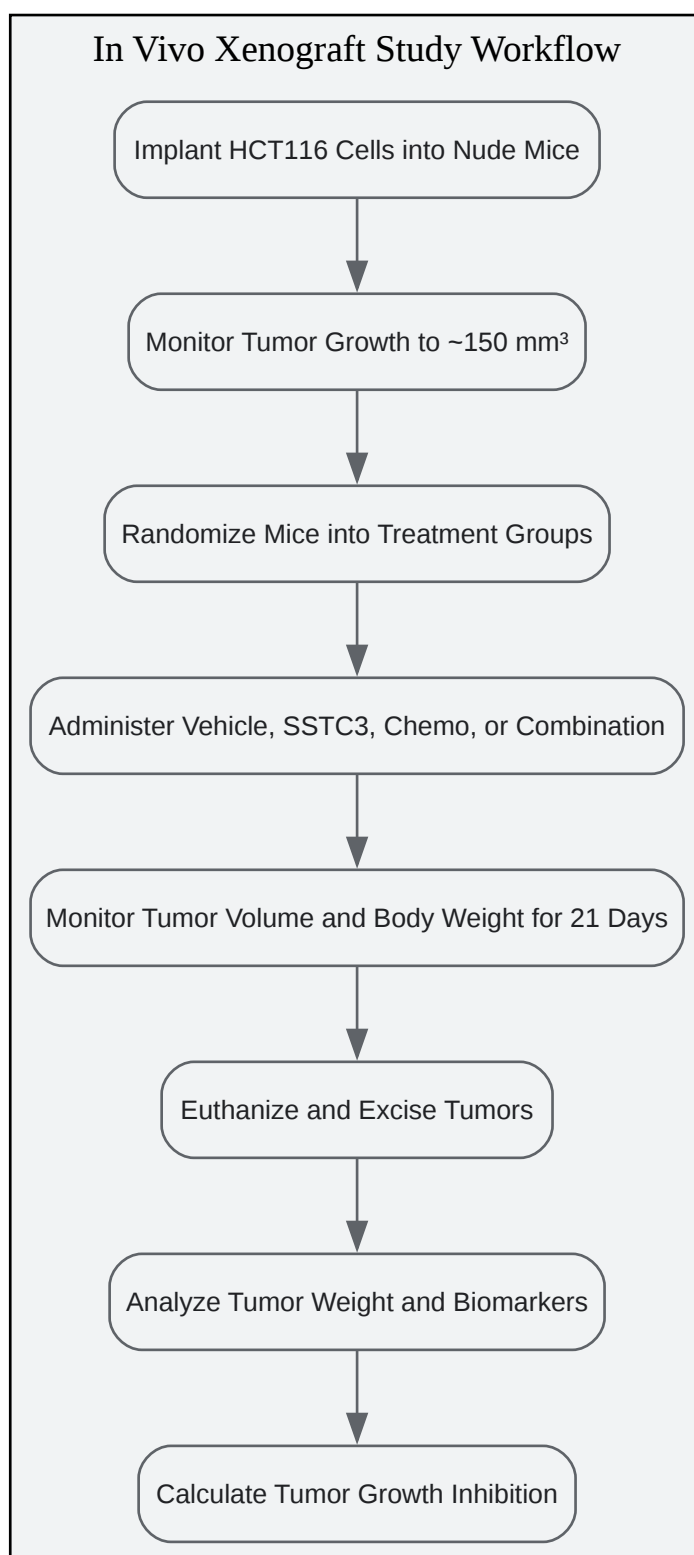 In Vivo Xenograft Study Workflow
Implant HCT116 Cells into Nude Mice
Monitor Tumor Growth to ~150 mm³
Randomize Mice into Treatment Groups
Administer Vehicle, SSTC3, Chemo, or Combination
Monitor Tumor Volume and Body Weight for 21 Days
Euthanize and Excise Tumors
Analyze Tumor Weight and Biomarkers
Calculate Tumor Growth Inhibition